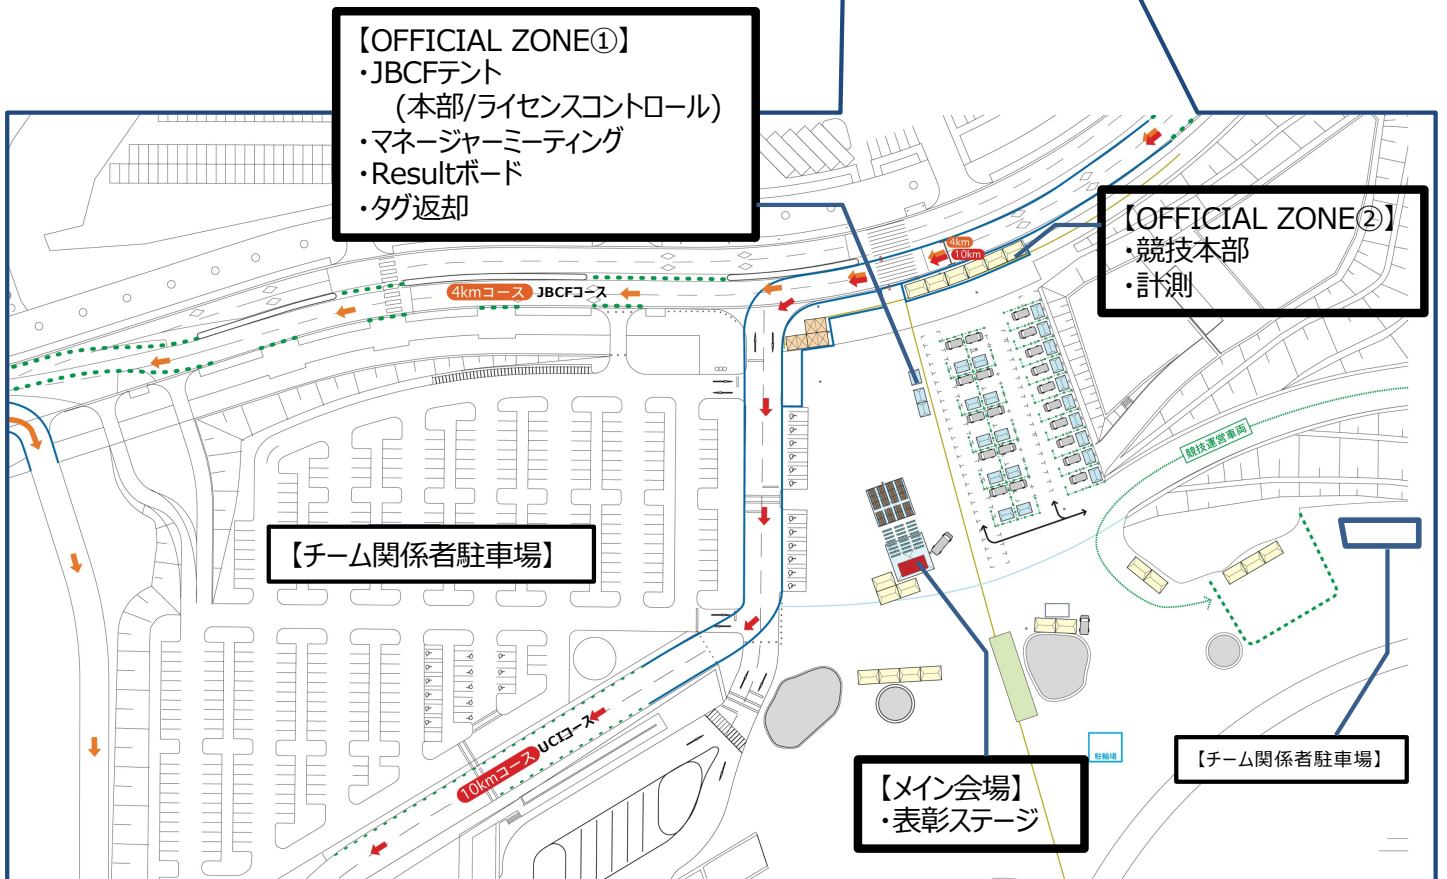 【OFFICIAL ZONE①】
・JBCFテント
(本部/ライセンスコントロール)
・マネージャーミーティング
・Resultボード
・タグ返却
【OFFICIAL ZONE②】
・競技本部
・計測
4km
10km
4kmコース JBCFコース
競技運営車両
【チーム関係者駐車場】
10kmコース UCIコース
駐輪場
【チーム関係者駐車場】
【メイン会場】
・表彰ステージ